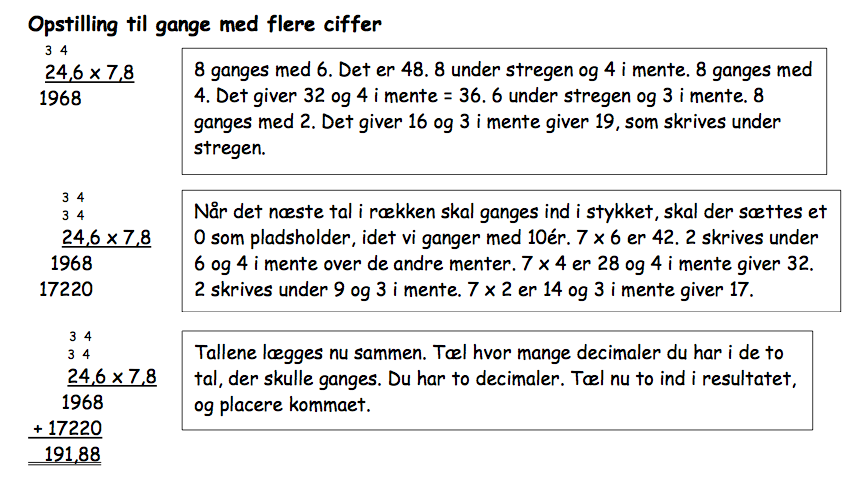 Opstilling til gange med flere ciffer
3 4
24,6 x 7,8
1968
8 ganges med 6. Det er 48. 8 under stregen og 4 i mente. 8 ganges med
4. Det giver 32 og 4 i mente = 36. 6 under stregen og 3 i mente. 8
ganges med 2. Det giver 16 og 3 i mente giver 19, som skrives under
stregen.
3 4
3 4
24,6 x 7,8
1968
17220
Når det næste tal i rækken skal ganges ind i stykket, skal der sættes et
0 som pladsholder, idet vi ganger med 10ér. 7 x 6 er 42. 2 skrives under
6 og 4 i mente over de andre menter. 7 x 4 er 28 og 4 i mente giver 32.
2 skrives under 9 og 3 i mente. 7 x 2 er 14 og 3 i mente giver 17.
3 4
3 4
24,6 x 7,8
1968
+ 17220
191,88
Tallene lægges nu sammen. Tæl hvor mange decimaler du har i de to
tal, der skulle ganges. Du har to decimaler. Tæl nu to ind i resultatet,
og placere kommaet.